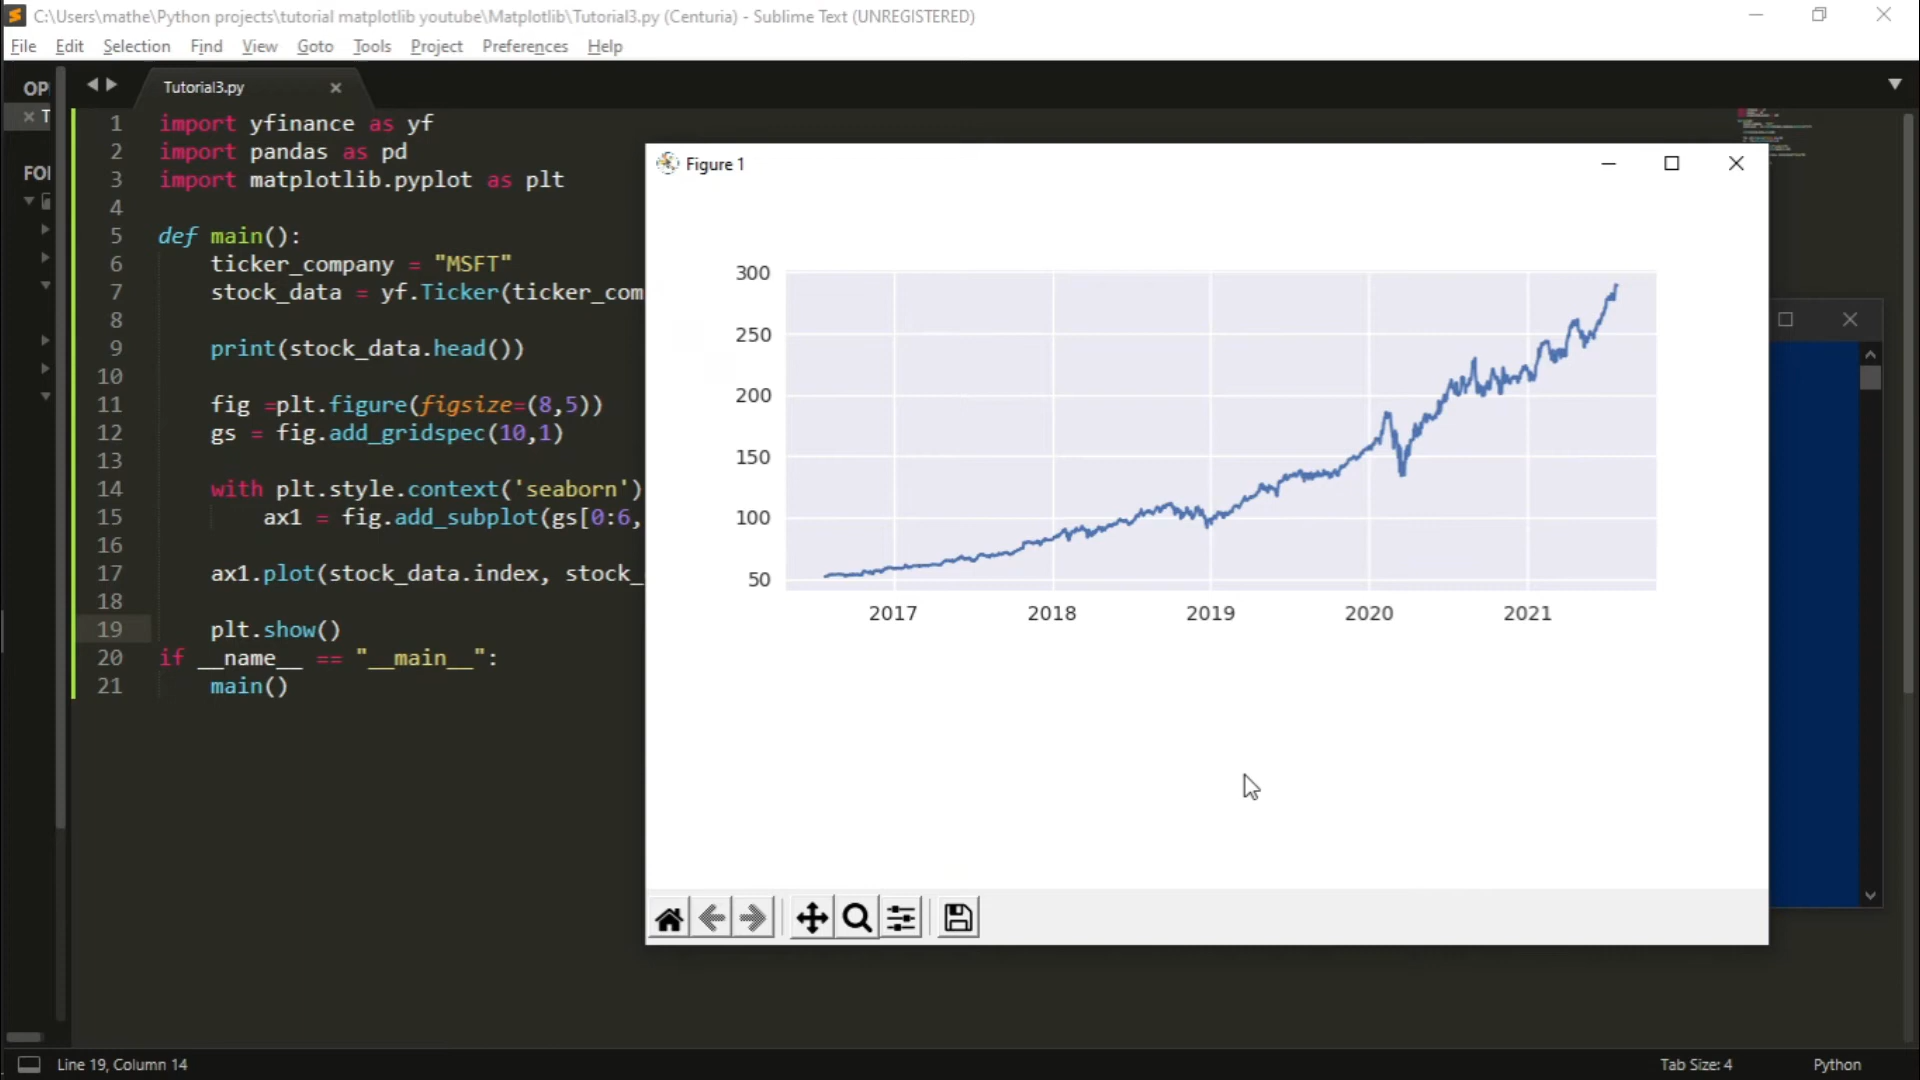 C:\Users\mathe\Python projects\tutorial matplotlib youtube\Matplotlib\Tutorial3.py (Centuria) - Sublime Text (UNREGISTERED)
File Edit Selection Find View Goto Tools Project Preferences Help
OP
T
FO
Tutorial3.py
1 import yfinance as yf
2 import pandas as pd
3 import matplotlib.pyplot as plt
4
5 def main():
6 ticker_company = "MSFT"
7 stock_data = yf.Ticker(ticker_com
8
9 print(stock_data.head())
10
11 fig =plt.figure(figsize=(8,5))
12 gs = fig.add_gridspec(10,1)
13
14 with plt.style.context('seaborn')
15 ax1 = fig.add_subplot(gs[0:6,
16
17 ax1.plot(stock_data.index, stock_
18
19 plt.show()
20 if __name__ == "__main__":
21 main()
Figure 1
300
250
200
150
100
50
2017 2018 2019 2020 2021
Line 19, Column 14
Tab Size: 4
Python